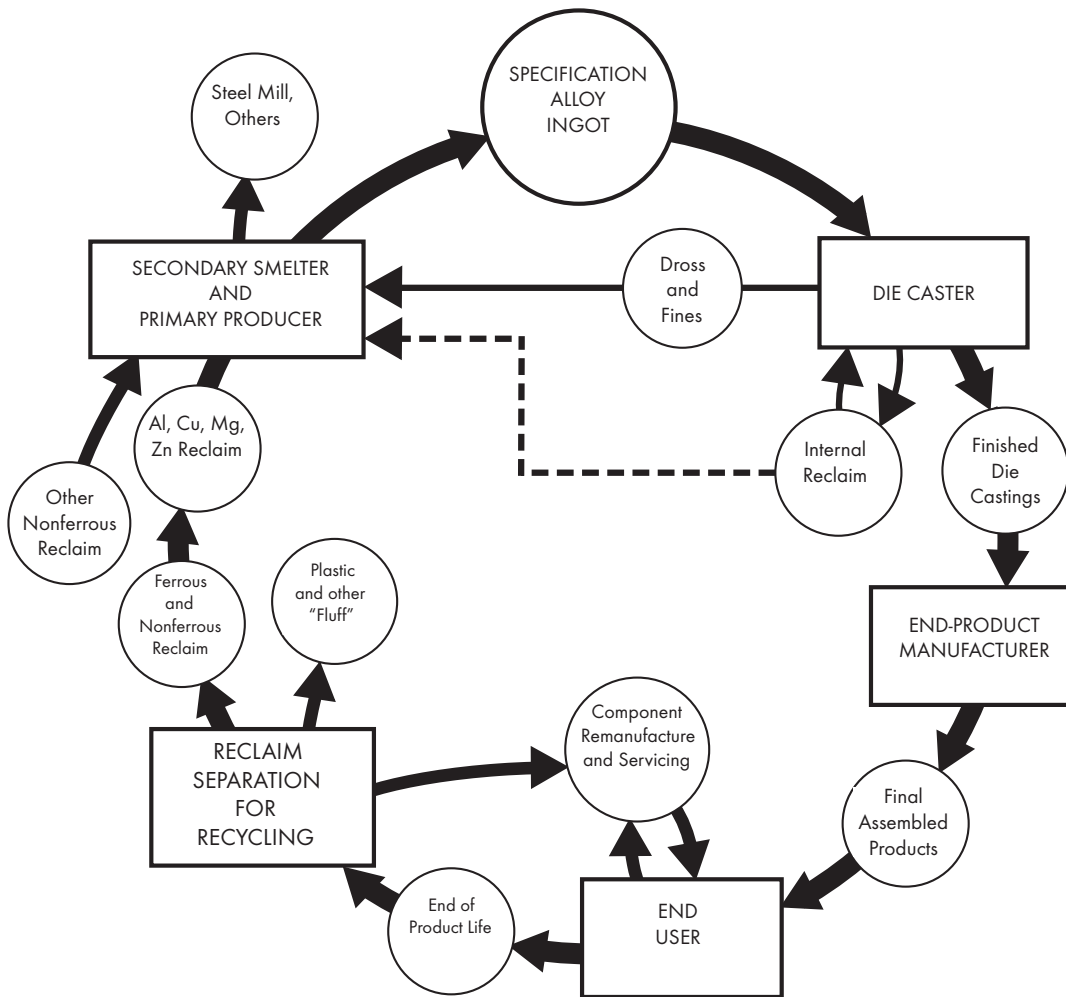 SPECIFICATION
ALLOY
INGOT
Steel Mill,
Others
SECONDARY SMELTER
AND
PRIMARY PRODUCER
Dross
and
Fines
DIE CASTER
Al, Cu, Mg,
Zn Reclaim
Internal
Reclaim
Finished
Die
Castings
Other
Nonferrous
Reclaim
Ferrous
and
Nonferrous
Reclaim
Plastic
and other
“Fluff”
END-PRODUCT
MANUFACTURER
Component
Remanufacture
and Servicing
RECLAIM
SEPARATION
FOR
RECYCLING
Final
Assembled
Products
End of
Product Life
END
USER